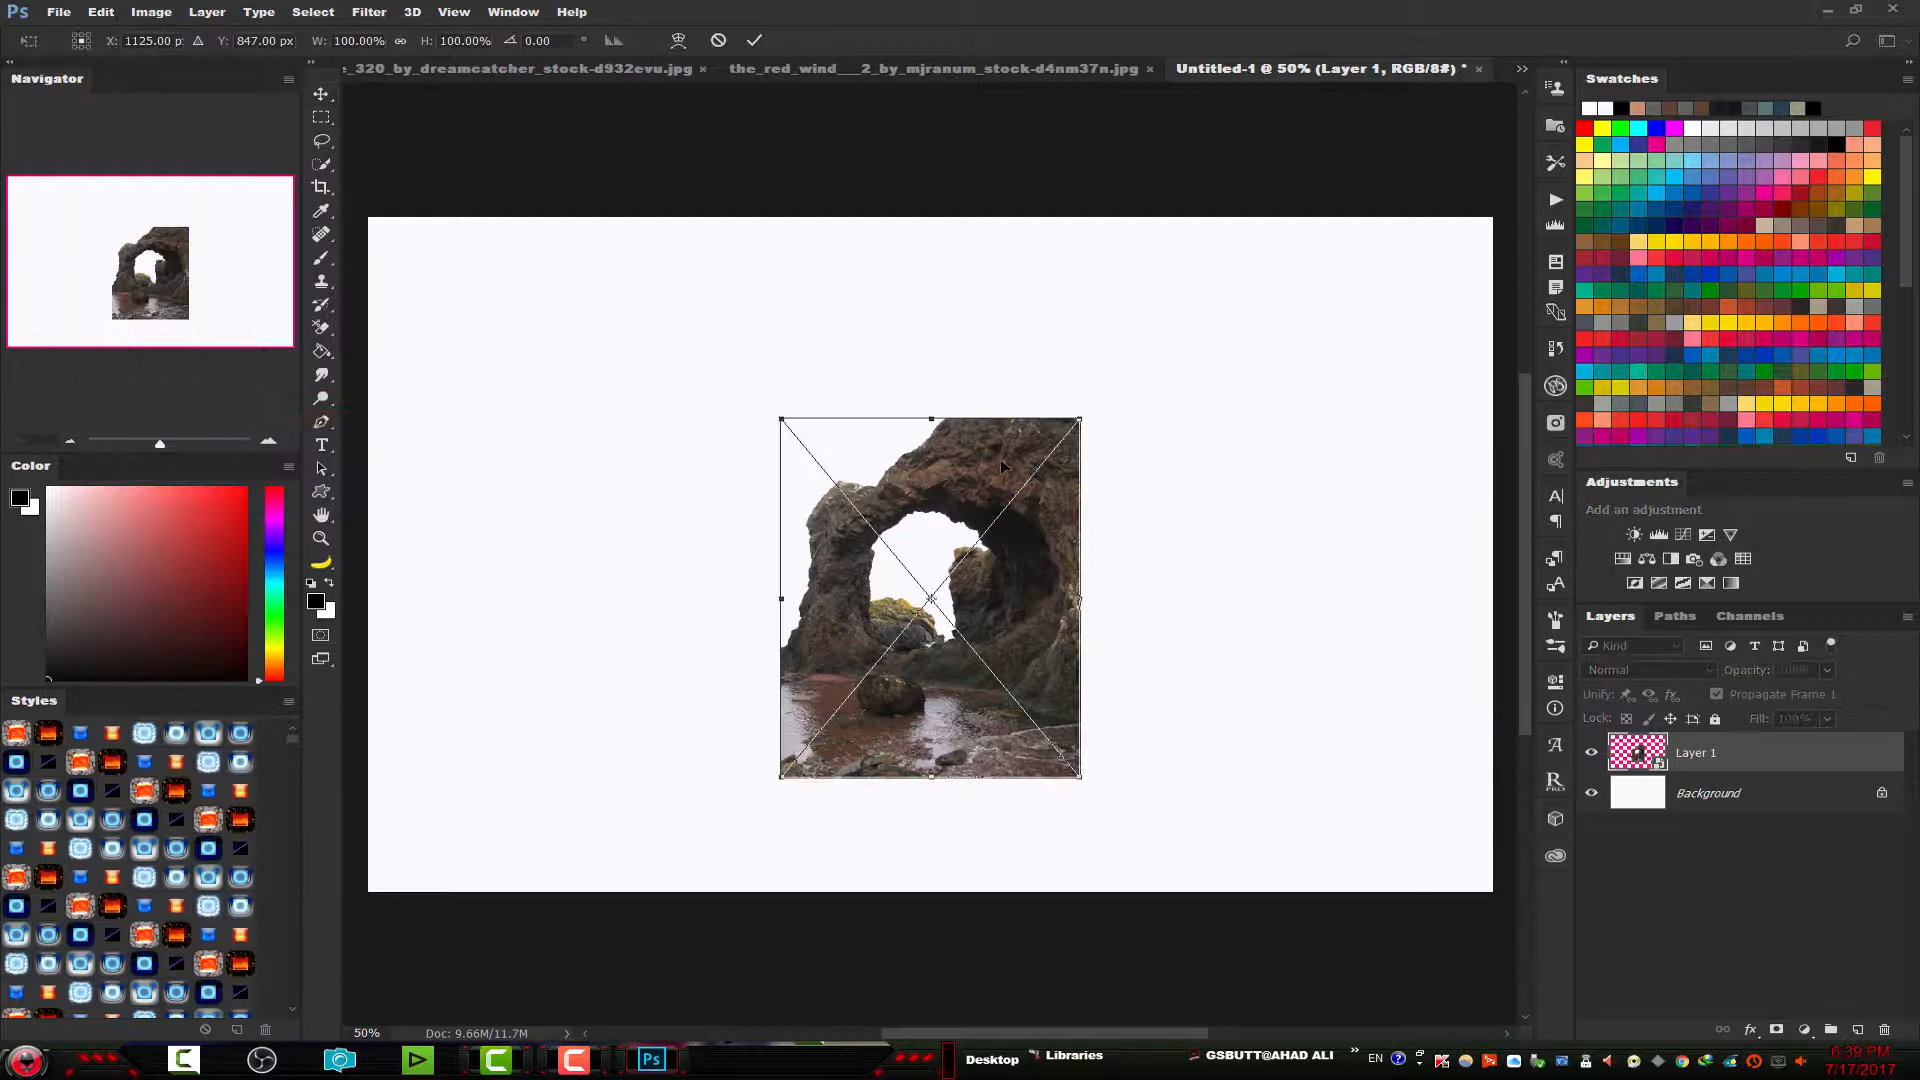 Ps File Edit Image Layer Type Select Filter 3D View Window Help
X: 1125.00 p Y: 847.00 px W: 100.00% H: 100.00% 0.00 °
Navigator
e_320_by_dreamcatcher_stock-d932evu.jpg ×
the_red_wind___2_by_mjranum_stock-d4nm37n.jpg ×
Untitled-1 @ 50% (Layer 1, RGB/8#) * ×
Swatches
Color
Styles
Adjustments
Add an adjustment
Layers Paths Channels
Kind
Normal Opacity: 100%
Unify: Propagate Frame 1
Lock: Fill: 100%
Layer 1
Background
50% Doc: 9.66M/11.7M
Ps
Desktop
Libraries
GSBUTT@AHAD ALI
EN
6:39 PM
7/17/2017